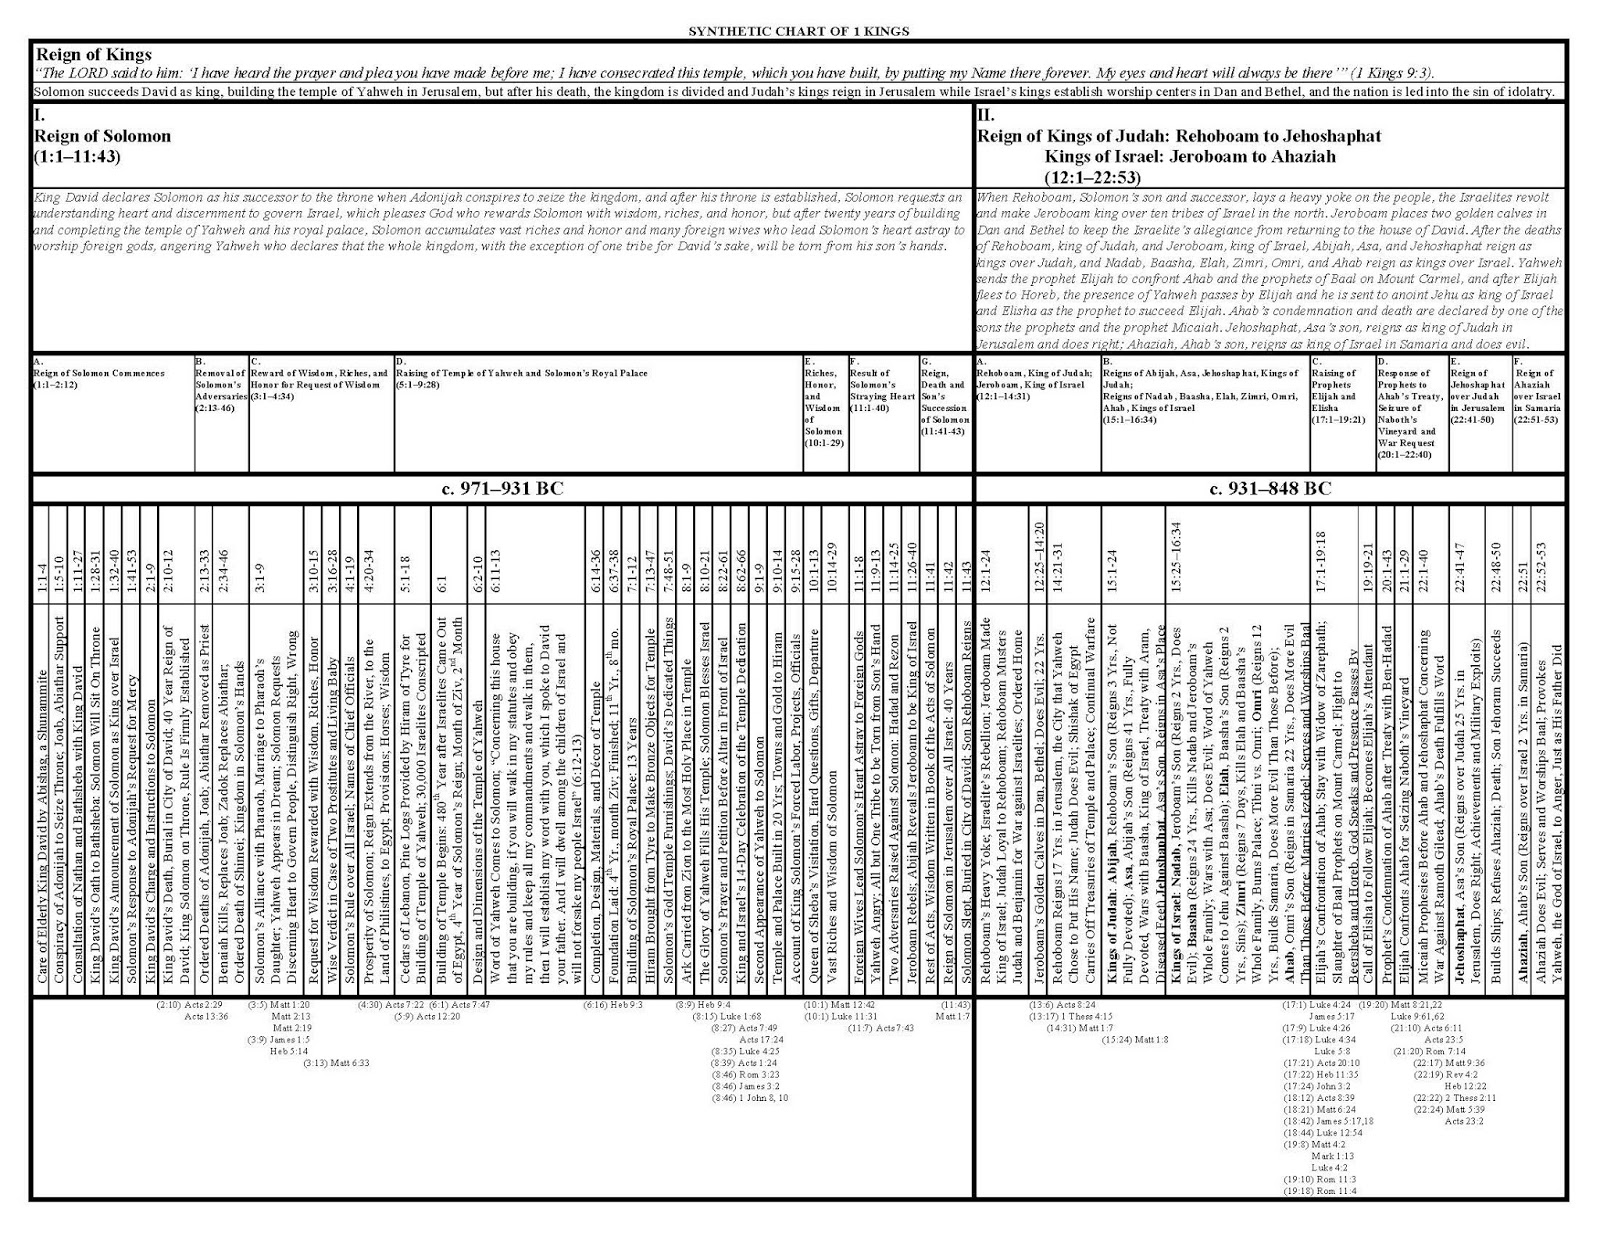 SYNTHETIC CHART OF 1 KINGS
Reign of Kings
“The LORD said to him: ‘I have heard the prayer and plea you have made before me; I have consecrated this temple, which you have built, by putting my Name there forever. My eyes and heart will always be there’” (1 Kings 9:3).
Solomon succeeds David as king, building the temple of Yahweh in Jerusalem, but after his death, the kingdom is divided and Judah’s kings reign in Jerusalem while Israel’s kings establish worship centers in Dan and Bethel, and the nation is led into the sin of idolatry.
I.
Reign of Solomon
(1:1–11:43)
King David declares Solomon as his successor to the throne when Adonijah conspires to seize the kingdom, and after his throne is established, Solomon requests an
understanding heart and discernment to govern Israel, which pleases God who rewards Solomon with wisdom, riches, and honor, but after twenty years of building
and completing the temple of Yahweh and his royal palace, Solomon accumulates vast riches and honor and many foreign wives who lead Solomon’s heart astray to
worship foreign gods, angering Yahweh who declares that the whole kingdom, with the exception of one tribe for David’s sake, will be torn from his son’s hands.
II.
Reign of Kings of Judah: Rehoboam to Jehoshaphat
Kings of Israel: Jeroboam to Ahaziah
(12:1–22:53)
When Rehoboam, Solomon’s son and successor, lays a heavy yoke on the people, the Israelites revolt
and make Jeroboam king over ten tribes of Israel in the north. Jeroboam places two golden calves in
Dan and Bethel to keep the Israelite’s allegiance from returning to the house of David. After the deaths
of Rehoboam, king of Judah, and Jeroboam, king of Israel, Abijah, Asa, and Jehoshaphat reign as
kings over Judah, and Nadab, Baasha, Elah, Zimri, Omri, and Ahab reign as kings over Israel. Yahweh
sends the prophet Elijah to confront Ahab and the prophets of Baal on Mount Carmel, and after Elijah
flees to Horeb, the presence of Yahweh passes by Elijah and he is sent to anoint Jehu as king of Israel
and Elisha as the prophet to succeed Elijah. Ahab’s condemnation and death are declared by one of the
sons the prophets and the prophet Micaiah. Jehoshaphat, Asa’s son, reigns as king of Judah in
Jerusalem and does right; Ahaziah, Ahab’s son, reigns as king of Israel in Samaria and does evil.
A.
Reign of Solomon Commences
(1:1–2:12)
B.
Removal of
Solomon’s
Adversaries
(2:13-46)
C.
Reward of Wisdom, Riches, and
Honor for Request of Wisdom
(3:1–4:34)
D.
Raising of Temple of Yahweh and Solomon’s Royal Palace
(5:1–9:28)
E.
Riches,
Honor,
and
Wisdom
of
Solomon
(10:1-29)
F.
Result of
Solomon’s
Straying Heart
(11:1-40)
G.
Reign,
Death and
Son’s
Succession
of Solomon
(11:41-43)
A.
Rehoboam, King of Judah;
Jeroboam, King of Israel
(12:1–14:31)
B.
Reigns of Abijah, Asa, Jehoshaphat, Kings of
Judah;
Reigns of Nadab, Baasha, Elah, Zimri, Omri,
Ahab, Kings of Israel
(15:1–16:34)
C.
Raising of
Prophets
Elijah and
Elisha
(17:1–19:21)
D.
Response of
Prophets to
Ahab’s Treaty,
Seizure of
Naboth’s
Vineyard and
War Request
(20:1–22:40)
E.
Reign of
Jehoshaphat
over Judah
in Jerusalem
(22:41-50)
F.
Reign of
Ahaziah
over Israel
in Samaria
(22:51-53)
c. 971–931 BC
c. 931–848 BC
1:1-4
1:5-10
1:11-27
1:28-31
1:32-40
1:41-53
2:1-9
2:10-12
2:13-33
2:34-46
3:1-9
3:10-15
3:16-28
4:1-19
4:20-34
5:1-18
6:1
6:2-10
6:11-13
6:14-36
6:37-38
7:1-12
7:13-47
7:48-51
8:1-9
8:10-21
8:22-61
8:62-66
9:1-9
9:10-14
9:15-28
10:1-13
10:14-29
11:1-8
11:9-13
11:14-25
11:26-40
11:41
11:42
11:43
12:1-24
12:25–14:20
14:21-31
15:1-24
15:25–16:34
17:1–19:18
19:19-21
20:1-43
21:1-29
22:1-40
22:41-47
22:48-50
22:51
22:52-53
Care of Elderly King David by Abishag, a Shunammite
Conspiracy of Adonijah to Seize Throne; Joab, Abiathar Support
Consultation of Nathan and Bathsheba with King David
King David’s Oath to Bathsheba; Solomon Will Sit On Throne
King David’s Announcement of Solomon as King over Israel
Solomon’s Response to Adonijah’s Request for Mercy
King David’s Charge and Instructions to Solomon
King David’s Death, Burial in City of David; 40 Year Reign of
David; King Solomon on Throne, Rule Is Firmly Established
Ordered Deaths of Adonijah, Joab; Abiathar Removed as Priest
Benaiah Kills, Replaces Joab; Zadok Replaces Abiathar;
Ordered Death of Shimei; Kingdom in Solomon’s Hands
Solomon’s Alliance with Pharaoh, Marriage to Pharaoh’s
Daughter; Yahweh Appears in Dream; Solomon Requests
Discerning Heart to Govern People, Distinguish Right, Wrong
Request for Wisdom Rewarded with Wisdom, Riches, Honor
Wise Verdict in Case of Two Prostitutes and Living Baby
Solomon’s Rule over All Israel; Names of Chief Officials
Prosperity of Solomon; Reign Extends from the River, to the
Land of Philistines, to Egypt; Provisions; Horses; Wisdom
Cedars of Lebanon, Pine Logs Provided by Hiram of Tyre for
Building of Temple of Yahweh; 30,000 Israelites Conscripted
Building of Temple Begins: 480th Year after Israelites Came Out
of Egypt, 4th Year of Solomon’s Reign; Month of Ziv, 2nd Month
Design and Dimensions of the Temple of Yahweh
Word of Yahweh Comes to Solomon; “Concerning this house
that you are building, if you will walk in my statutes and obey
my rules and keep all my commandments and walk in them,
then I will establish my word with you, which I spoke to David
your father. And I will dwell among the children of Israel and
will not forsake my people Israel” (6:12-13)
Completion, Design, Materials, and Décor of Temple
Foundation Laid: 4th Yr., month Ziv; Finished: 11th Yr., 8th mo.
Building of Solomon’s Royal Palace: 13 Years
Hiram Brought from Tyre to Make Bronze Objects for Temple
Solomon’s Gold Temple Furnishings; David’s Dedicated Things
Ark Carried from Zion to the Most Holy Place in Temple
The Glory of Yahweh Fills His Temple; Solomon Blesses Israel
Solomon’s Prayer and Petition Before Altar in Front of Israel
King and Israel’s 14-Day Celebration of the Temple Dedication
Second Appearance of Yahweh to Solomon
Temple and Palace Built in 20 Yrs; Towns and Gold to Hiram
Account of King Solomon’s Forced Labor, Projects, Officials
Queen of Sheba’s Visitation, Hard Questions, Gifts, Departure
Vast Riches and Wisdom of Solomon
Foreign Wives Lead Solomon’s Heart Astray to Foreign Gods
Yahweh Angry; All but One Tribe to be Torn from Son’s Hand
Two Adversaries Raised Against Solomon; Hadad and Rezon
Jeroboam Rebels; Ahijah Reveals Jeroboam to be King of Israel
Rest of Acts, Wisdom Written in Book of the Acts of Solomon
Reign of Solomon in Jerusalem over All Israel: 40 Years
Solomon Slept, Buried in City of David; Son Rehoboam Reigns
Rehoboam’s Heavy Yoke; Israelite’s Rebellion; Jeroboam Made
King of Israel; Judah Loyal to Rehoboam; Rehoboam Musters
Judah and Benjamin for War against Israelites; Ordered Home
Jeroboam’s Golden Calves in Dan, Bethel; Does Evil; 22 Yrs.
Rehoboam Reigns 17 Yrs. in Jerusalem, the City that Yahweh
Chose to Put His Name; Judah Does Evil; Shishak of Egypt
Carries Off Treasuries of Temple and Palace; Continual Warfare
Kings of Judah: Abijah, Rehoboam’s Son (Reigns 3 Yrs., Not
Fully Devoted); Asa, Abijah’s Son (Reigns 41 Yrs., Fully
Devoted, Wars with Baasha, King of Israel, Treaty with Aram,
Diseased Feet) Jehoshaphat, Asa’s Son, Reigns in Asa’s Place
Kings of Israel: Nadab, Jeroboam’s Son (Reigns 2 Yrs., Does
Evil); Baasha (Reigns 24 Yrs., Kills Nadab and Jeroboam’s
Whole Family; Wars with Asa; Does Evil; Word of Yahweh
Comes to Jehu Against Baasha); Elah, Baasha’s Son (Reigns 2
Yrs., Sins); Zimri (Reigns 7 Days, Kills Elah and Baasha’s
Whole Family, Burns Palace; Tibni vs. Omri; Omri (Reigns 12
Yrs., Builds Samaria, Does More Evil Than Those Before);
Ahab, Omri’s Son (Reigns in Samaria 22 Yrs., Does More Evil
Than Those Before; Marries Jezebel; Serves and Worships Baal
Elijah’s Confrontation of Ahab; Stay with Widow of Zarephath;
Slaughter of Baal Prophets on Mount Carmel; Flight to
Beersheba and Horeb, God Speaks and Presence Passes By
Call of Elisha to Follow Elijah; Becomes Elijah’s Attendant
Prophet’s Condemnation of Ahab after Treaty with Ben-Hadad
Elijah Confronts Ahab for Seizing Naboth’s Vineyard
Micaiah Prophesies Before Ahab and Jehoshaphat Concerning
War Against Ramoth Gilead; Ahab’s Death Fulfills Word
Jehoshaphat, Asa’s Son (Reigns over Judah 25 Yrs. in
Jerusalem, Does Right; Achievements and Military Exploits)
Builds Ships; Refuses Ahaziah; Death; Son Jehoram Succeeds
Ahaziah, Ahab’s Son (Reigns over Israel 2 Yrs. in Samaria)
Ahaziah Does Evil; Serves and Worships Baal; Provokes
Yahweh, the God of Israel, to Anger, Just as His Father Did
(2:10) Acts 2:29
Acts 13:36
(3:5) Matt 1:20
Matt 2:13
Matt 2:19
(3:9) James 1:5
Heb 5:14
(3:13) Matt 6:33
(4:30) Acts 7:22
(5:9) Acts 12:20
(6:1) Acts 7:47
(6:16) Heb 9:3
(8:9) Heb 9:4
(8:15) Luke 1:68
(8:27) Acts 7:49
Acts 17:24
(8:35) Luke 4:25
(8:39) Acts 1:24
(8:46) Rom 3:23
(8:46) James 3:2
(8:46) 1 John 8, 10
(10:1) Matt 12:42
(10:1) Luke 11:31
(11:7) Acts 7:43
(11:43)
Matt 1:7
(13:6) Acts 8:24
(13:17) 1 Thess 4:15
(14:31) Matt 1:7
(15:24) Matt 1:8
(17:1) Luke 4:24
James 5:17
(17:9) Luke 4:26
(17:18) Luke 4:34
Luke 5:8
(17:21) Acts 20:10
(17:22) Heb 11:35
(17:24) John 3:2
(18:12) Acts 8:39
(18:21) Matt 6:24
(18:42) James 5:17,18
(18:44) Luke 12:54
(19:8) Matt 4:2
Mark 1:13
Luke 4:2
(19:10) Rom 11:3
(19:18) Rom 11:4
(19:20) Matt 8:21,22
Luke 9:61,62
(21:10) Acts 6:11
Acts 23:5
(21:20) Rom 7:14
(22:17) Matt 9:36
(22:19) Rev 4:2
Heb 12:22
(22:22) 2 Thess 2:11
(22:24) Matt 5:39
Acts 23:2